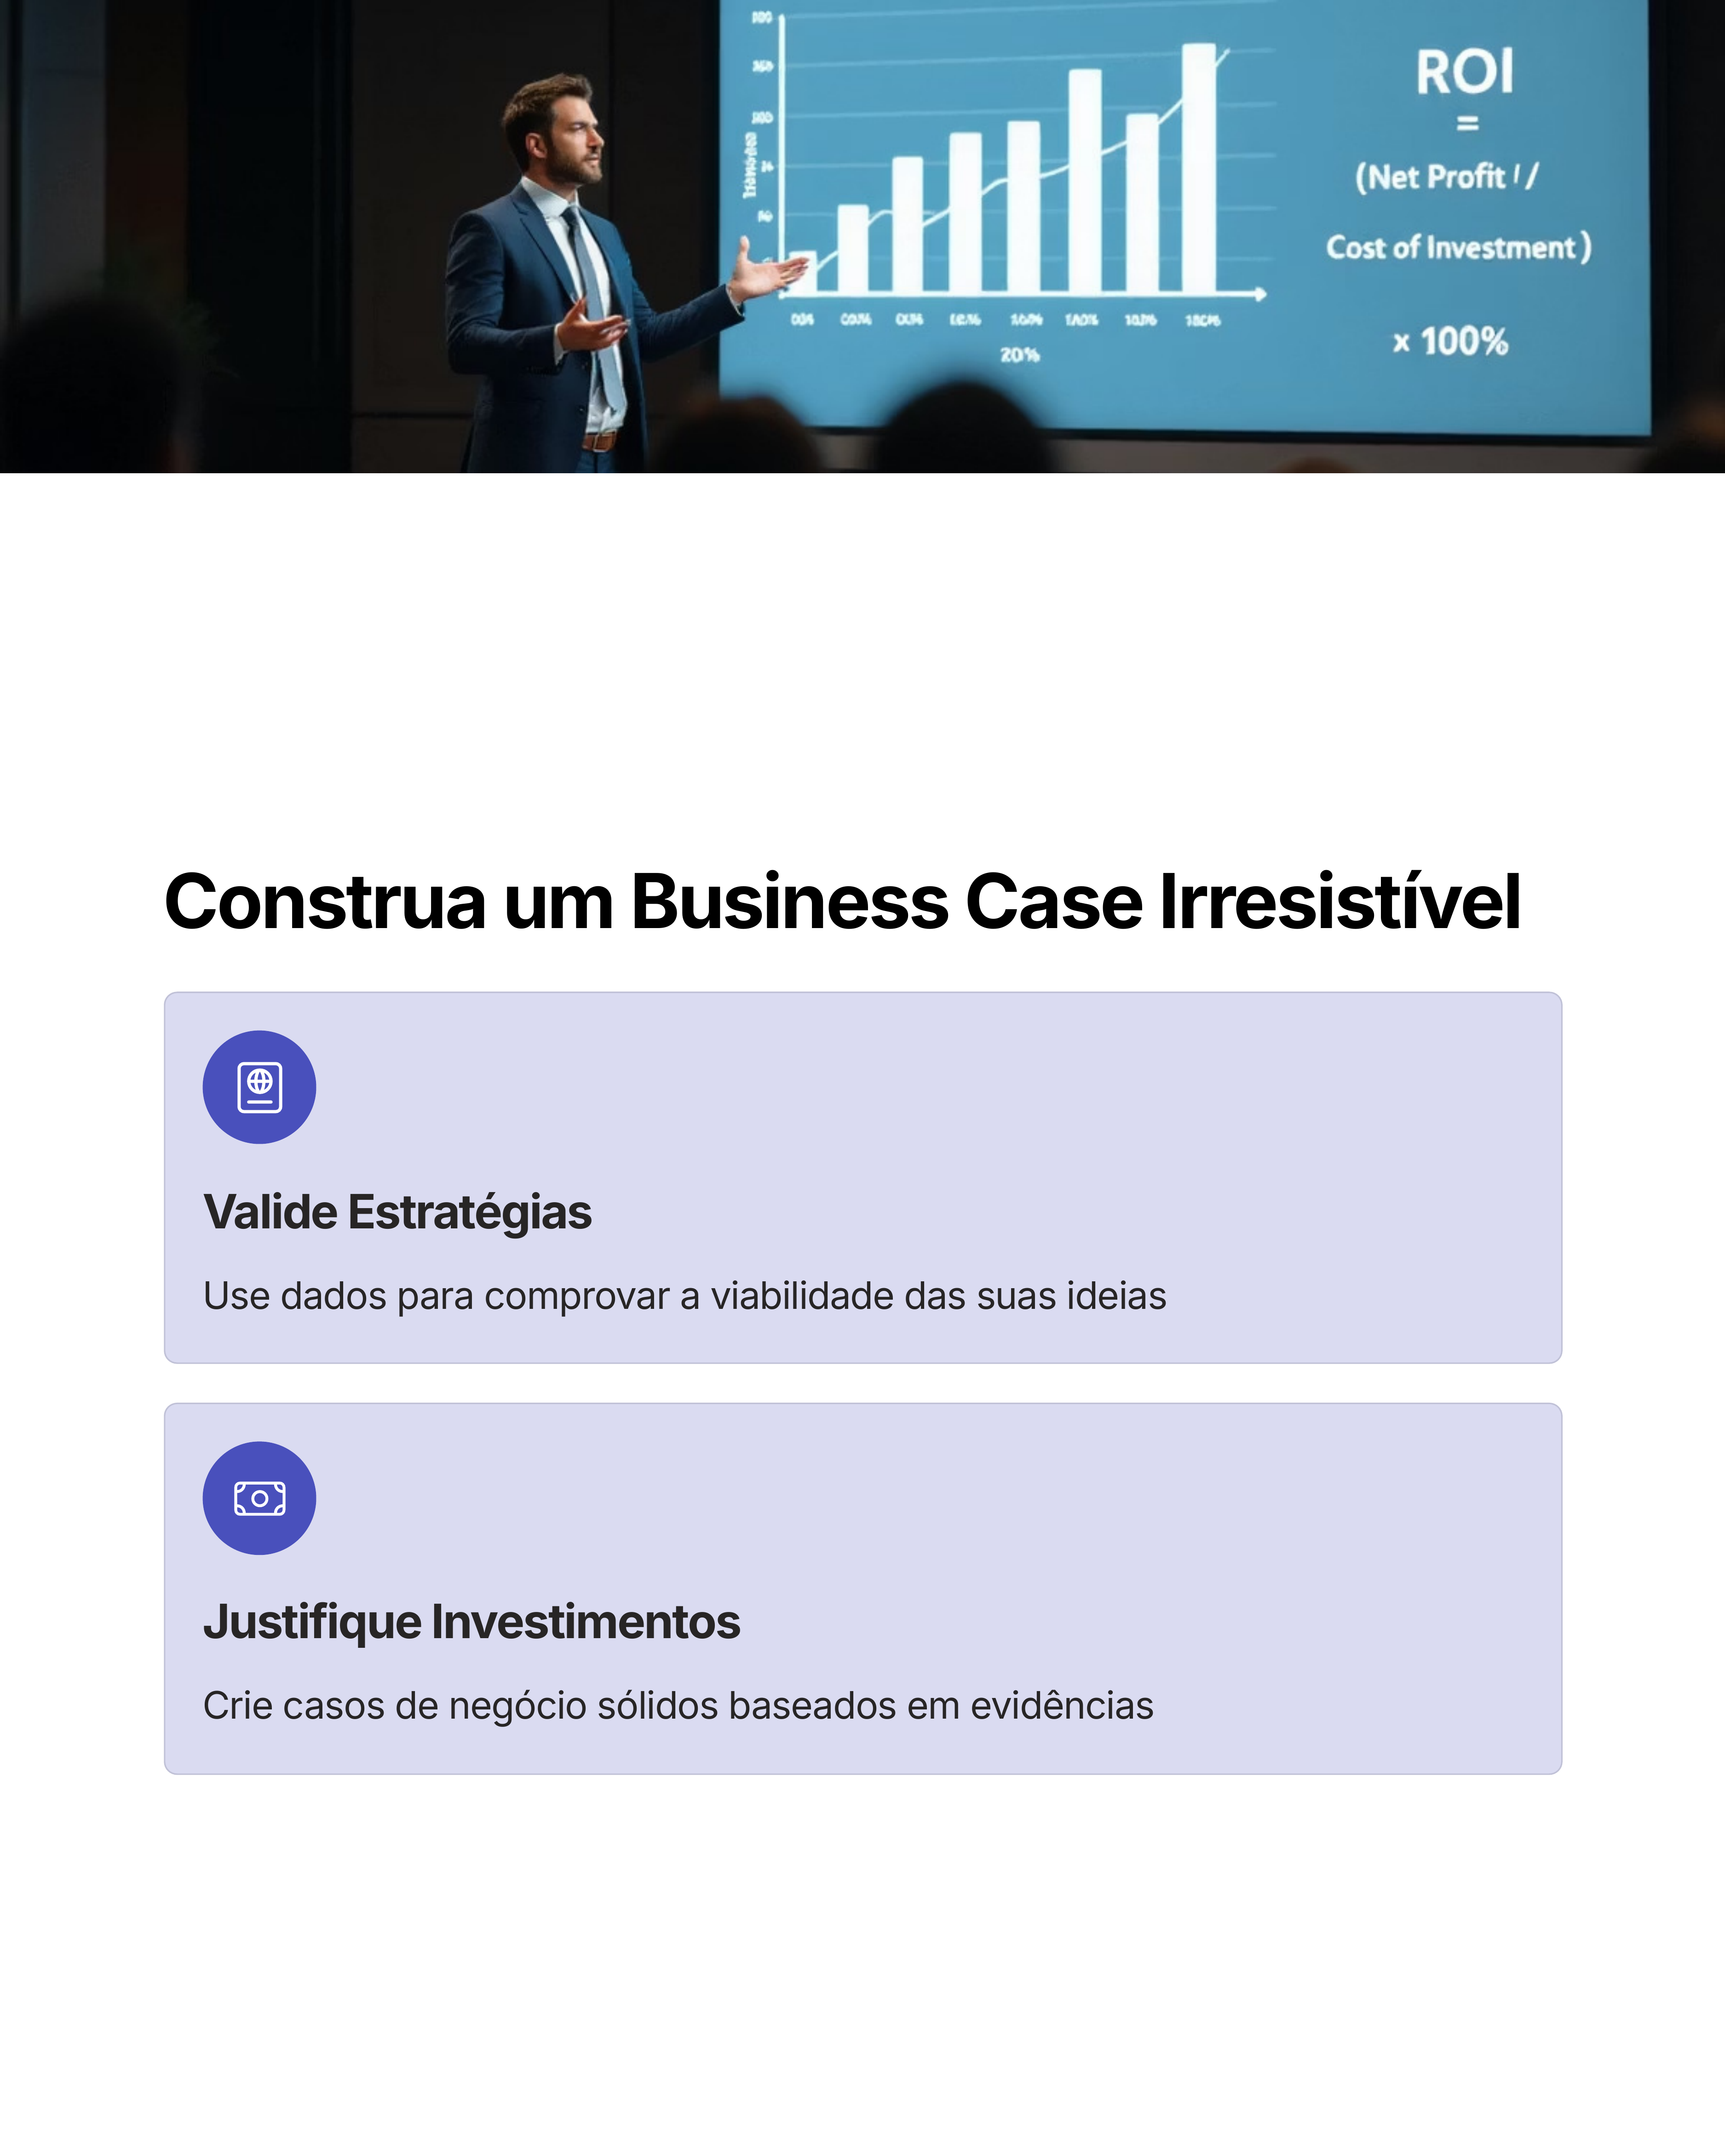 ROI
=
(Net Profit /
Cost of Investment)
x 100%
20%
Construa um Business Case Irresistível
Valide Estratégias
Use dados para comprovar a viabilidade das suas ideias
Justifique Investimentos
Crie casos de negócio sólidos baseados em evidências